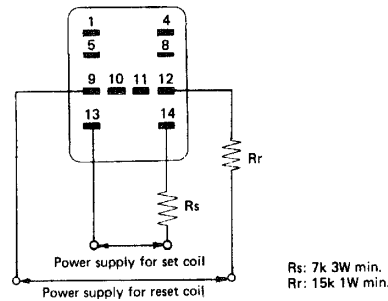 1 4
5 8
9 10 11 12
13 14
Rr
Rs
Power supply for set coil
Power supply for reset coil
Rs: 7k 3W min.
Rr: 15k 1W min.